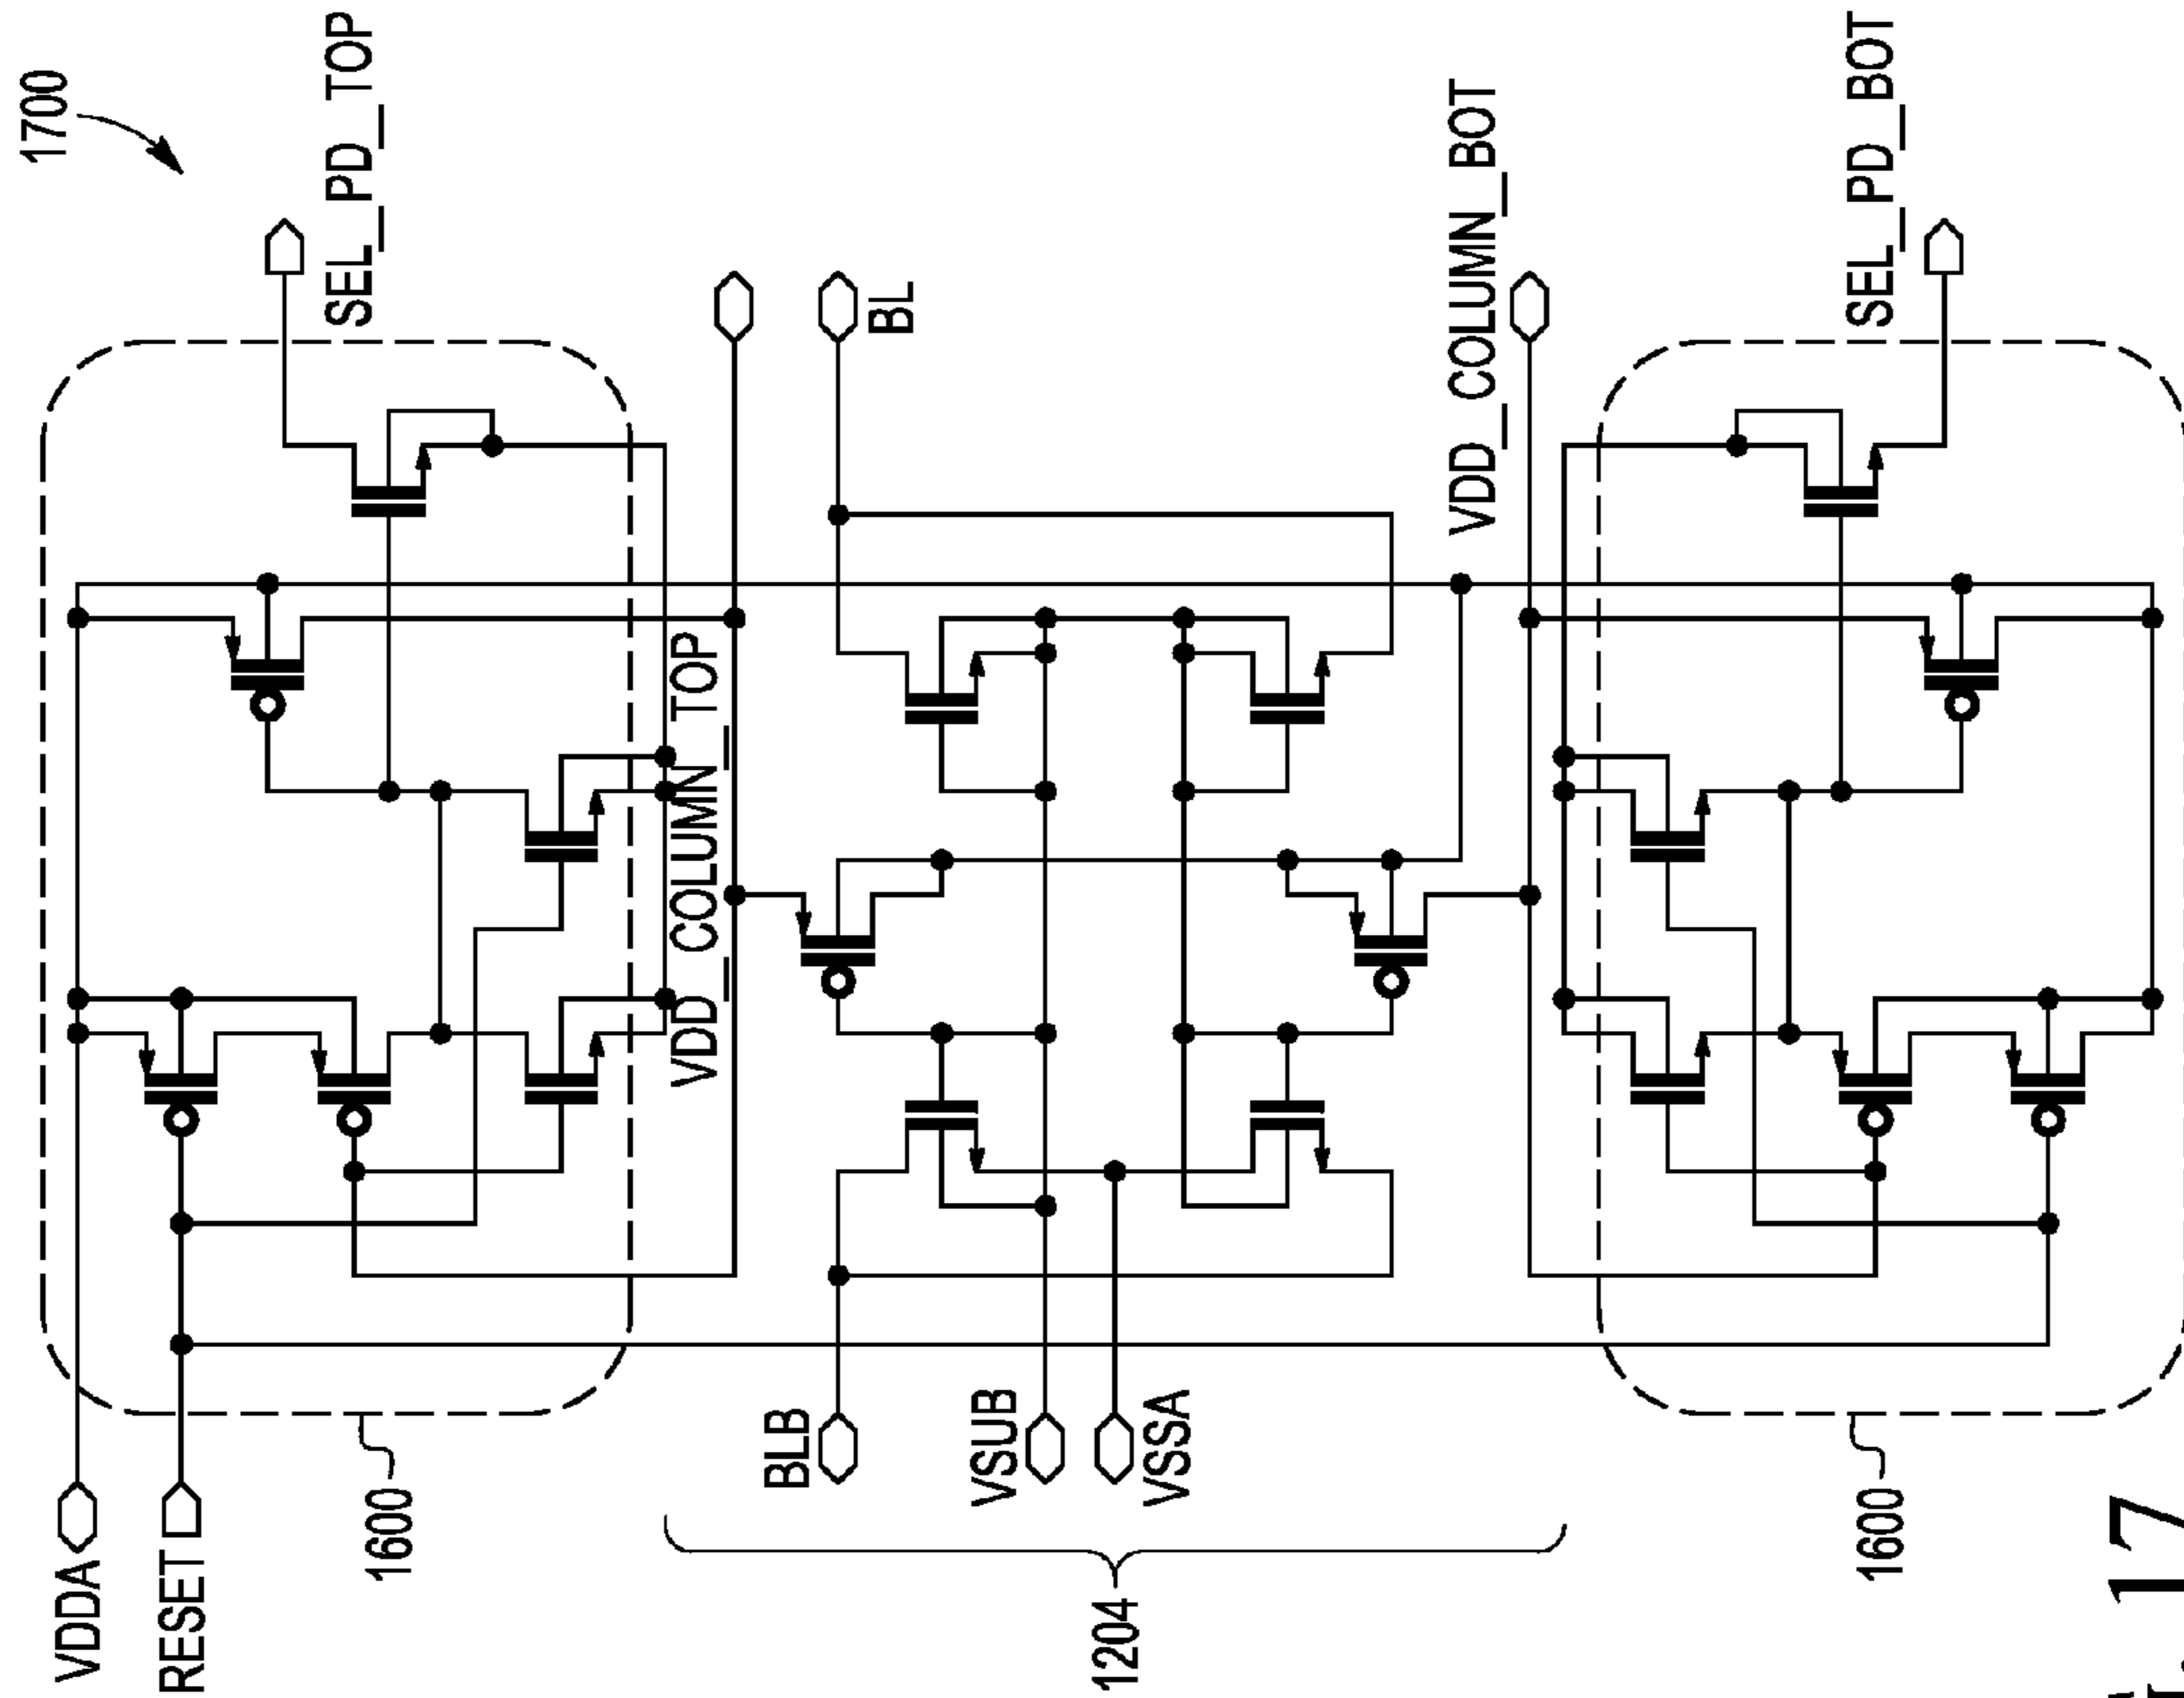 1700
SEL_PD_TOP
VDDA
RESET
1600
VDD_COLUMN_TOP
BL
BLB
VSUB
VSSA
1204
VDD_COLUMN_BOT
SEL_PD_BOT
1600
17